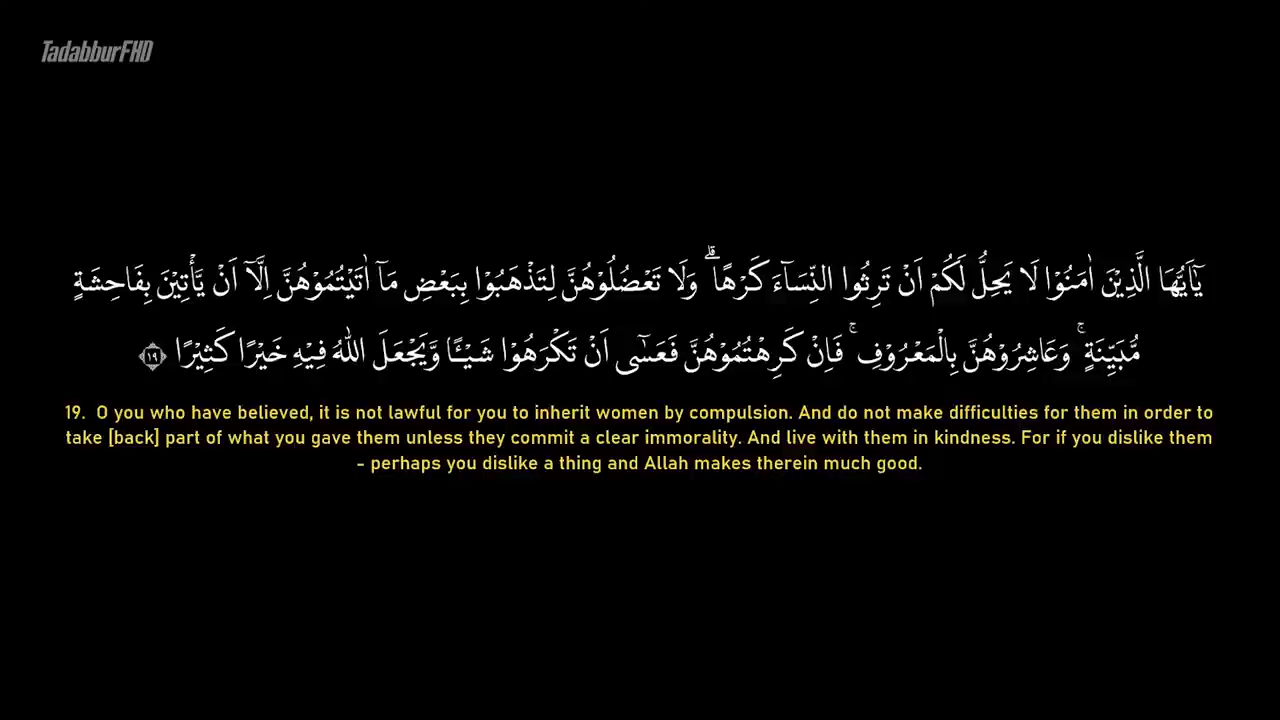 TadabburFHD
يٰٓاَيُّهَا الَّذِيْنَ اٰمَنُوْا لَا يَحِلُّ لَكُمْ اَنْ تَرِثُوا النِّسَاۤءَ كَرْهًاۗ وَلَا تَعْضُلُوْهُنَّ لِتَذْهَبُوْا بِبَعْضِ مَآ اٰتَيْتُمُوْهُنَّ اِلَّآ اَنْ يَّأْتِيْنَ بِفَاحِشَةٍ
مُّبَيِّنَةٍۚ وَعَاشِرُوْهُنَّ بِالْمَعْرُوْفِۚ فَاِنْ كَرِهْتُمُوْهُنَّ فَعَسٰٓى اَنْ تَكْرَهُوْا شَيْـًٔا وَّيَجْعَلَ اللّٰهُ فِيْهِ خَيْرًا كَثِيْرًا ۝١٩
19. O you who have believed, it is not lawful for you to inherit women by compulsion. And do not make difficulties for them in order to
take [back] part of what you gave them unless they commit a clear immorality. And live with them in kindness. For if you dislike them
- perhaps you dislike a thing and Allah makes therein much good.